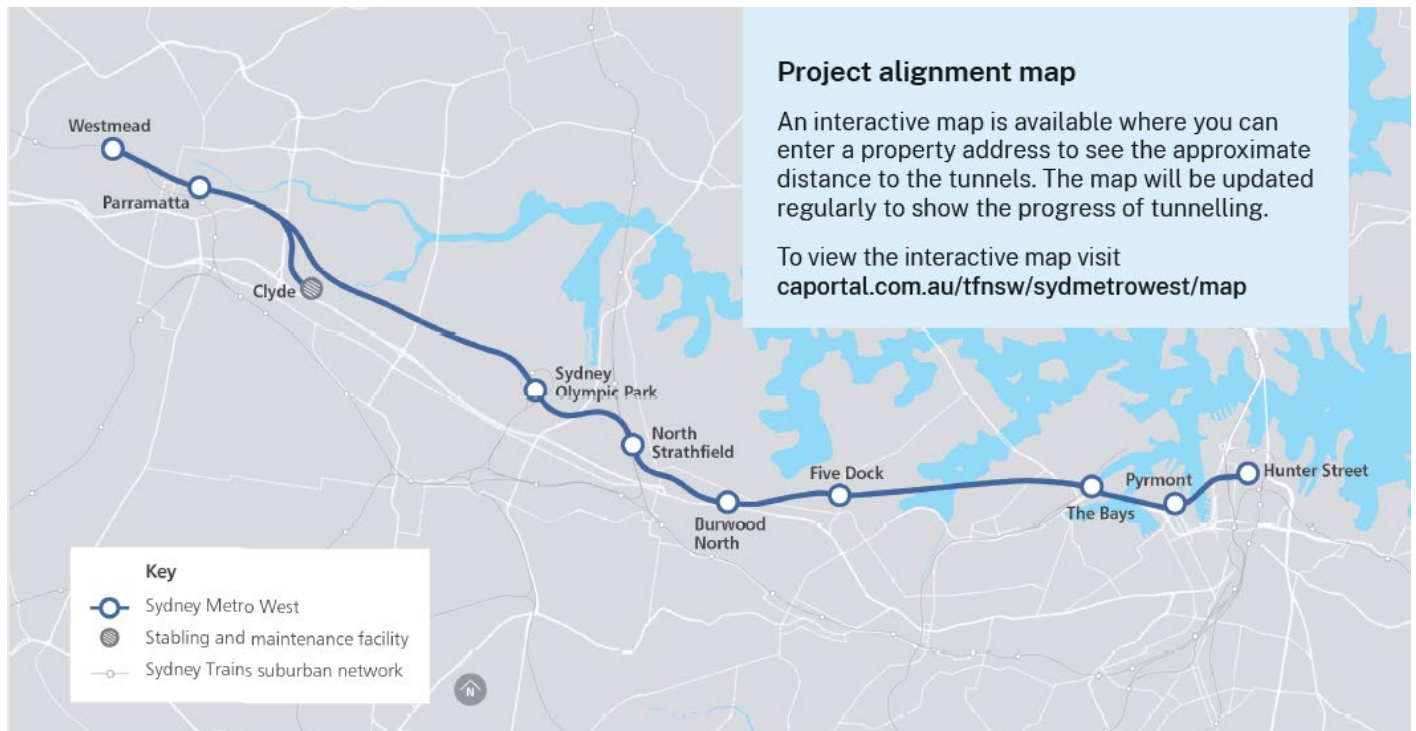 Project alignment map
An interactive map is available where you can
enter a property address to see the approximate
distance to the tunnels. The map will be updated
regularly to show the progress of tunnelling.
To view the interactive map visit
caportal.com.au/tfnsw/sydmetrowest/map
Westmead
Parramatta
Clyde
Sydney
Olympic Park
North
Strathfield
Burwood
North
Five Dock
The Bays
Pyrmont
Hunter Street
Key
Sydney Metro West
Stabling and maintenance facility
Sydney Trains suburban network
N